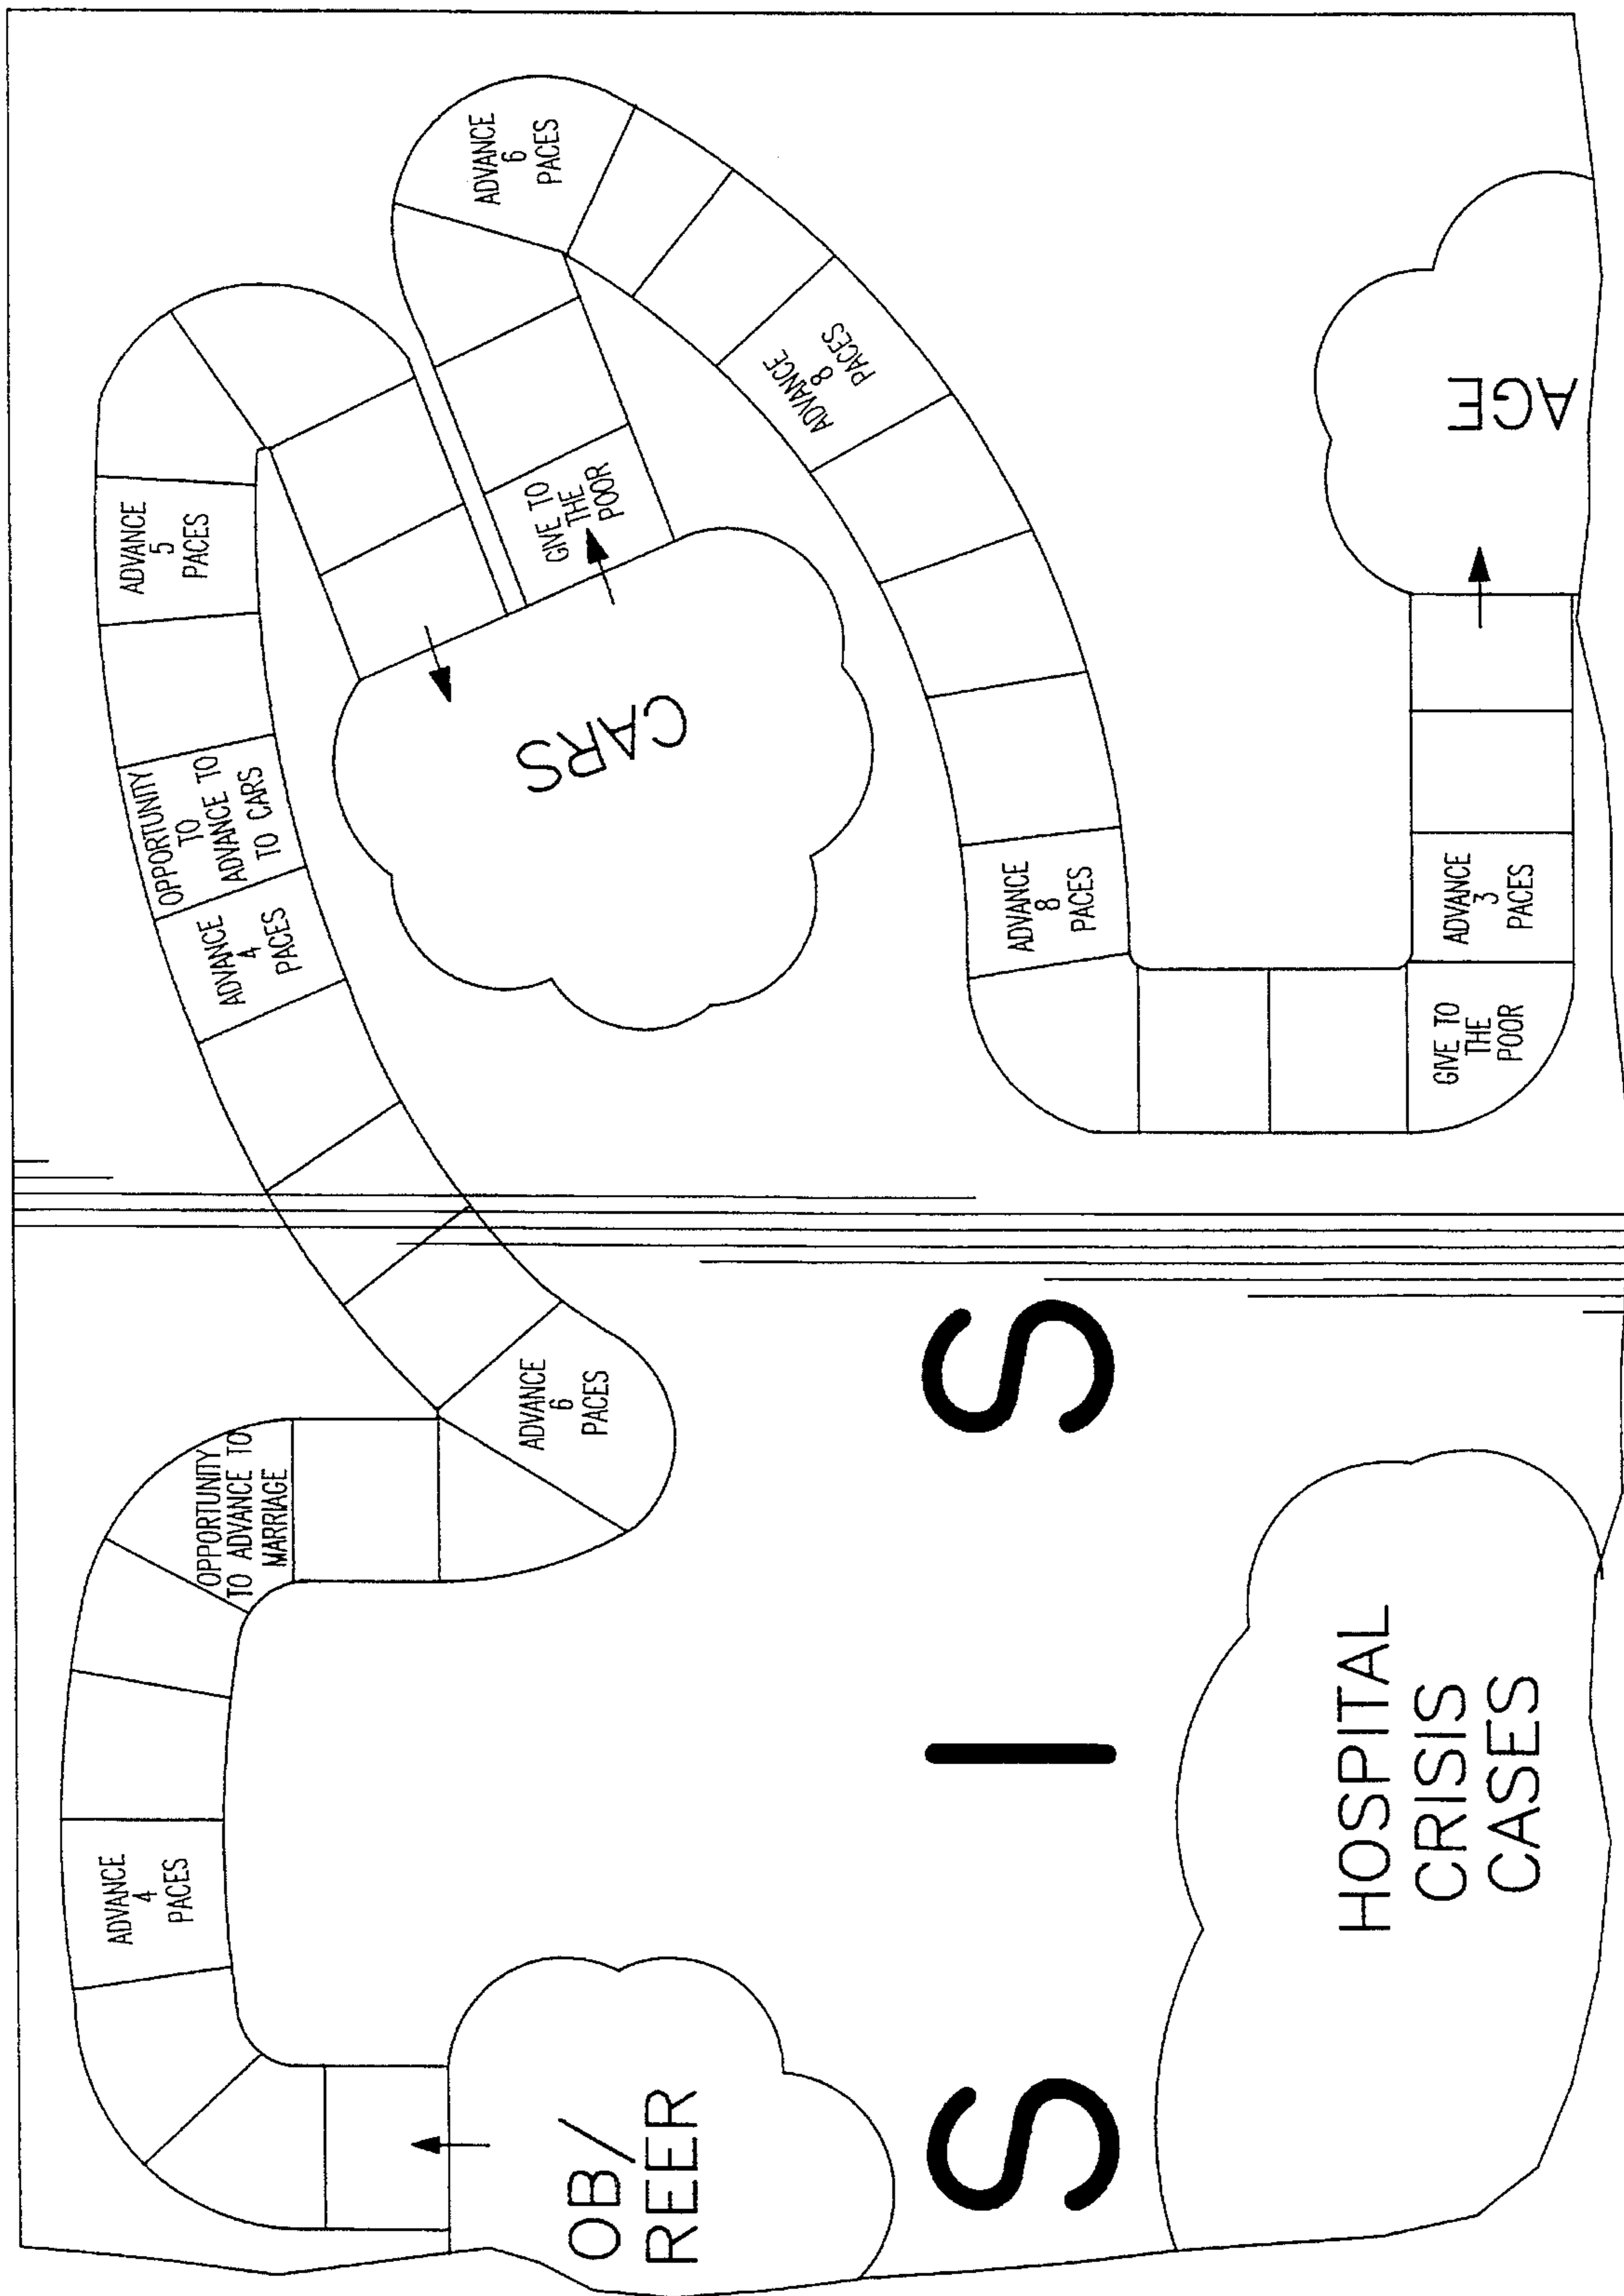 ADVANCE
4
PACES
OPPORTUNITY
TO ADVANCE TO
MARRIAGE
ADVANCE
6
PACES
ADVANCE
4
PACES
OPPORTUNITY
TO
ADVANCE TO
TO CARS
ADVANCE
5
PACES
CARS
GIVE TO
THE
POOR
ADVANCE
6
PACES
ADVANCE
8
PACES
ADVANCE
8
PACES
GIVE TO
THE
POOR
ADVANCE
3
PACES
AGE
OB/
REER
S I S
HOSPITAL
CRISIS
CASES